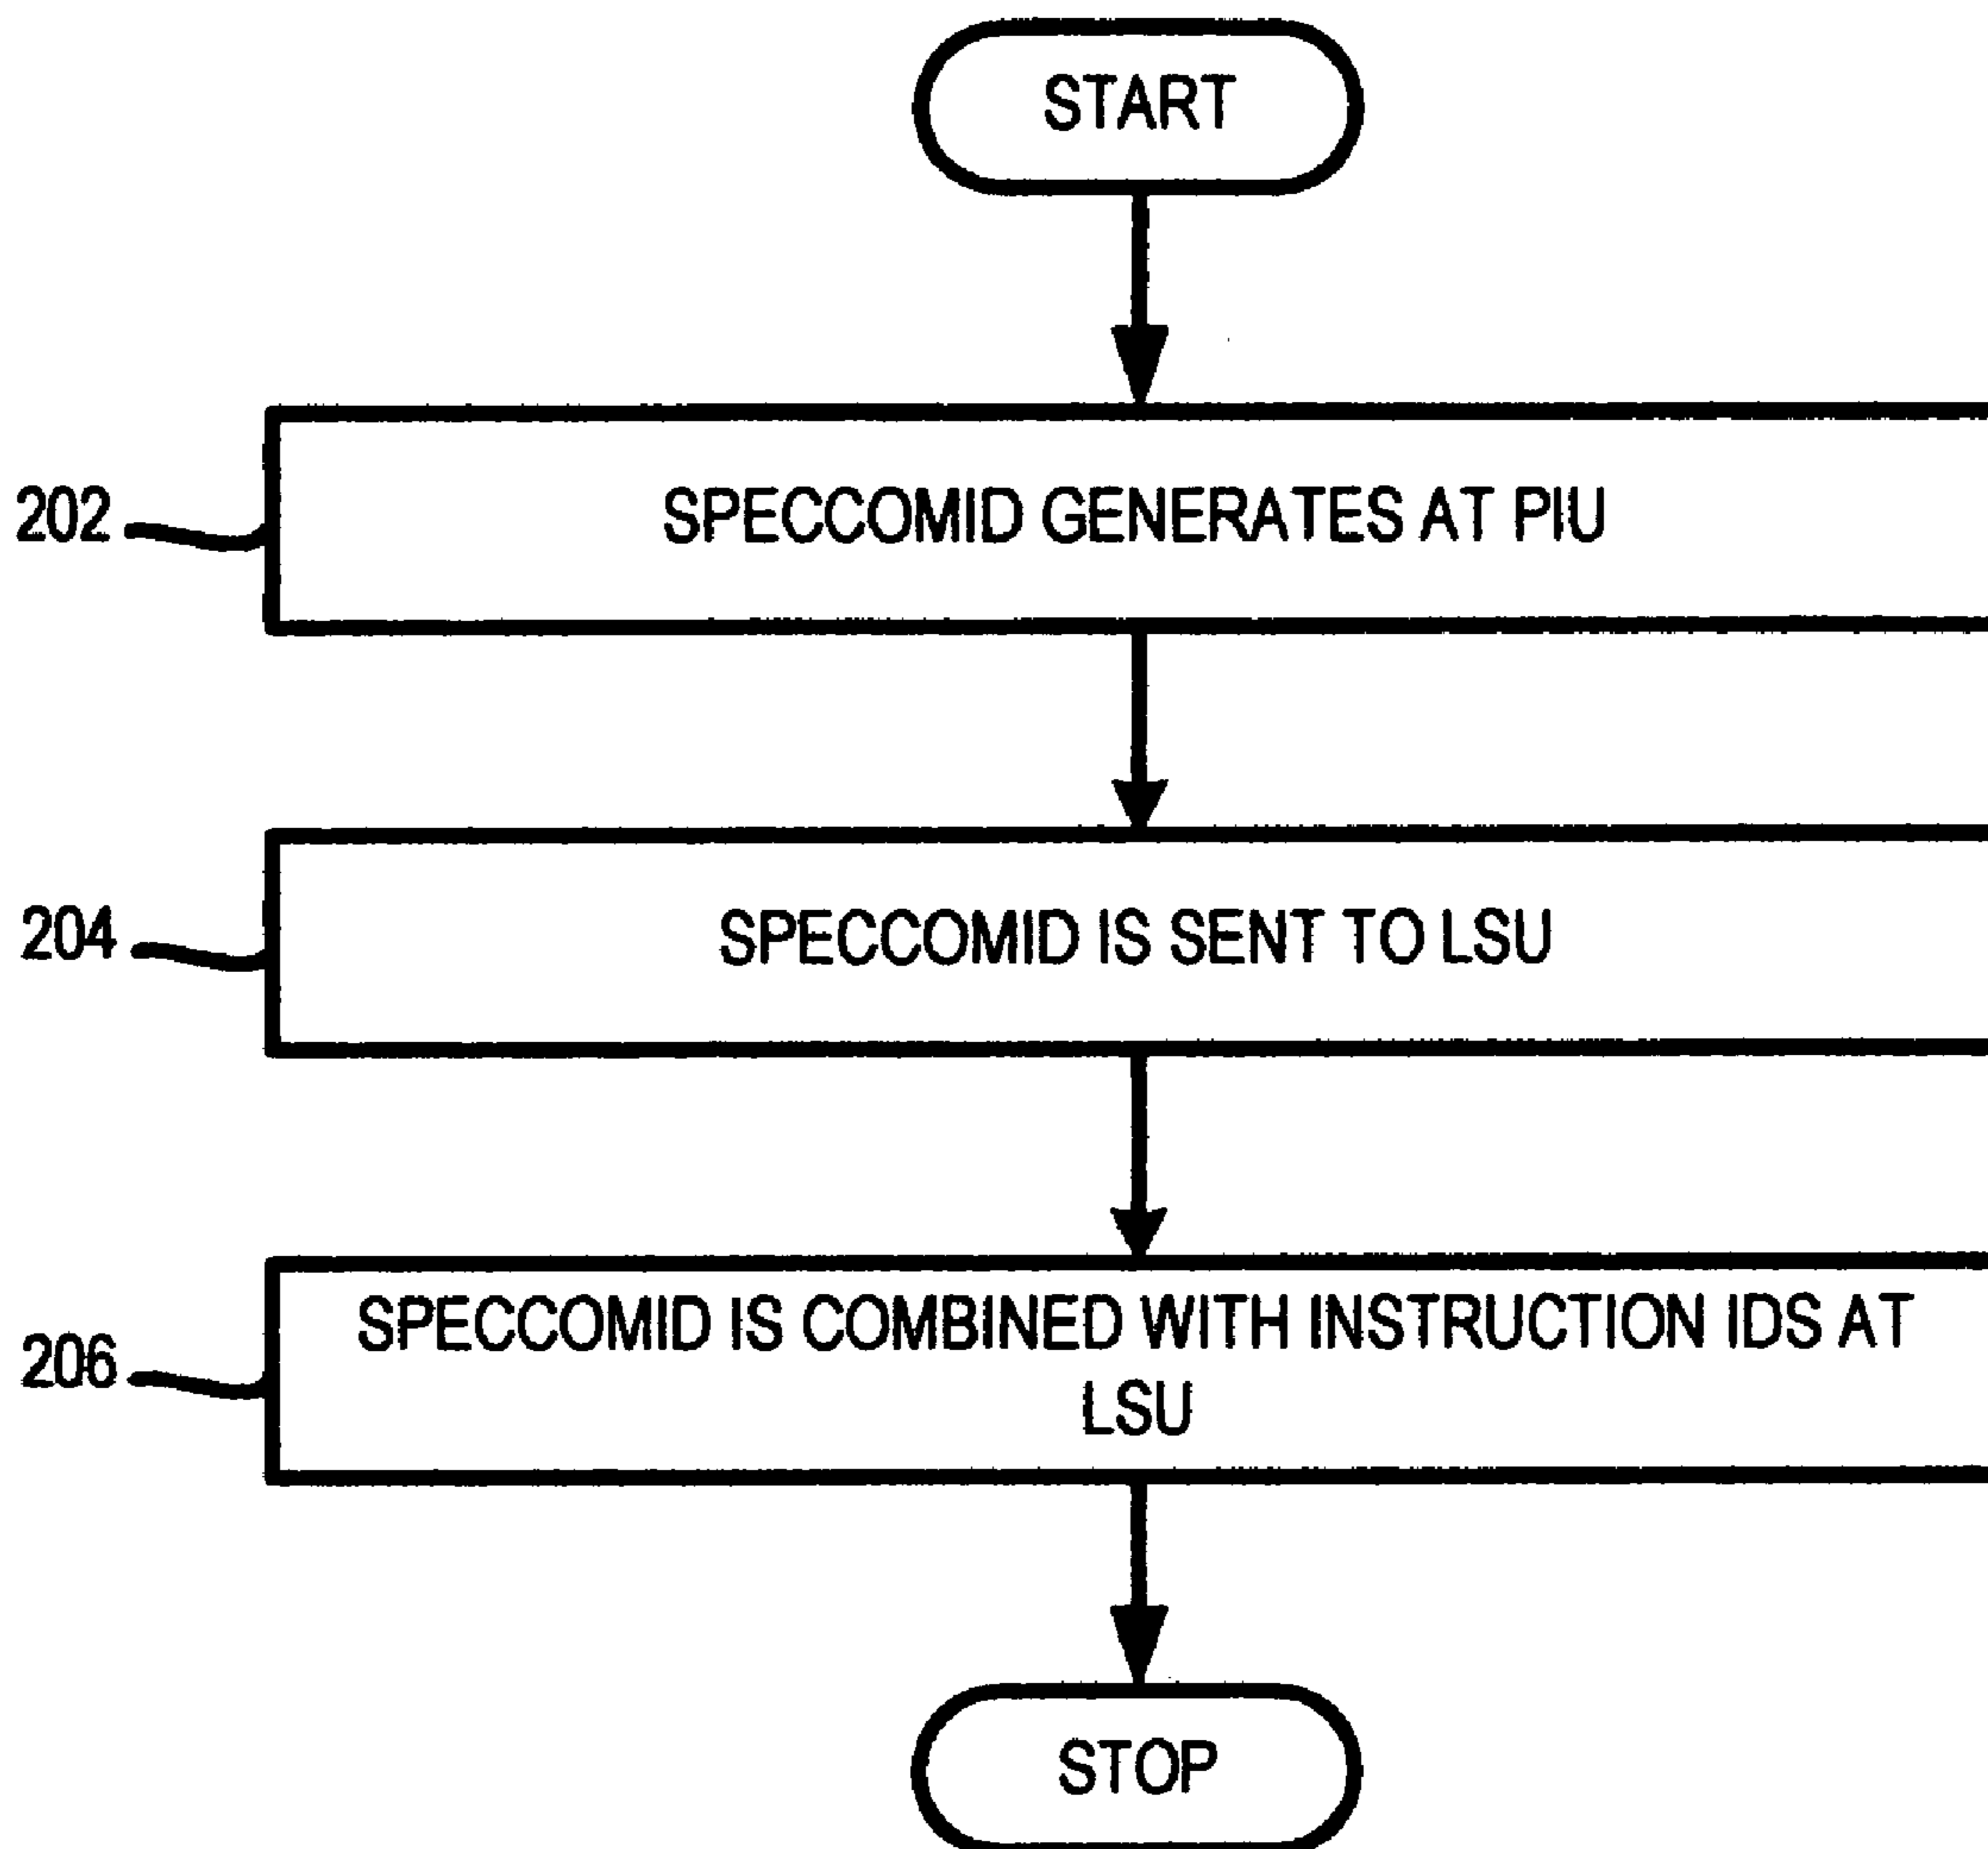 START
202
SPECCOMID GENERATES AT PIU
204
SPECCOMID IS SENT TO LSU
206
SPECCOMID IS COMBINED WITH INSTRUCTION IDS AT
LSU
STOP